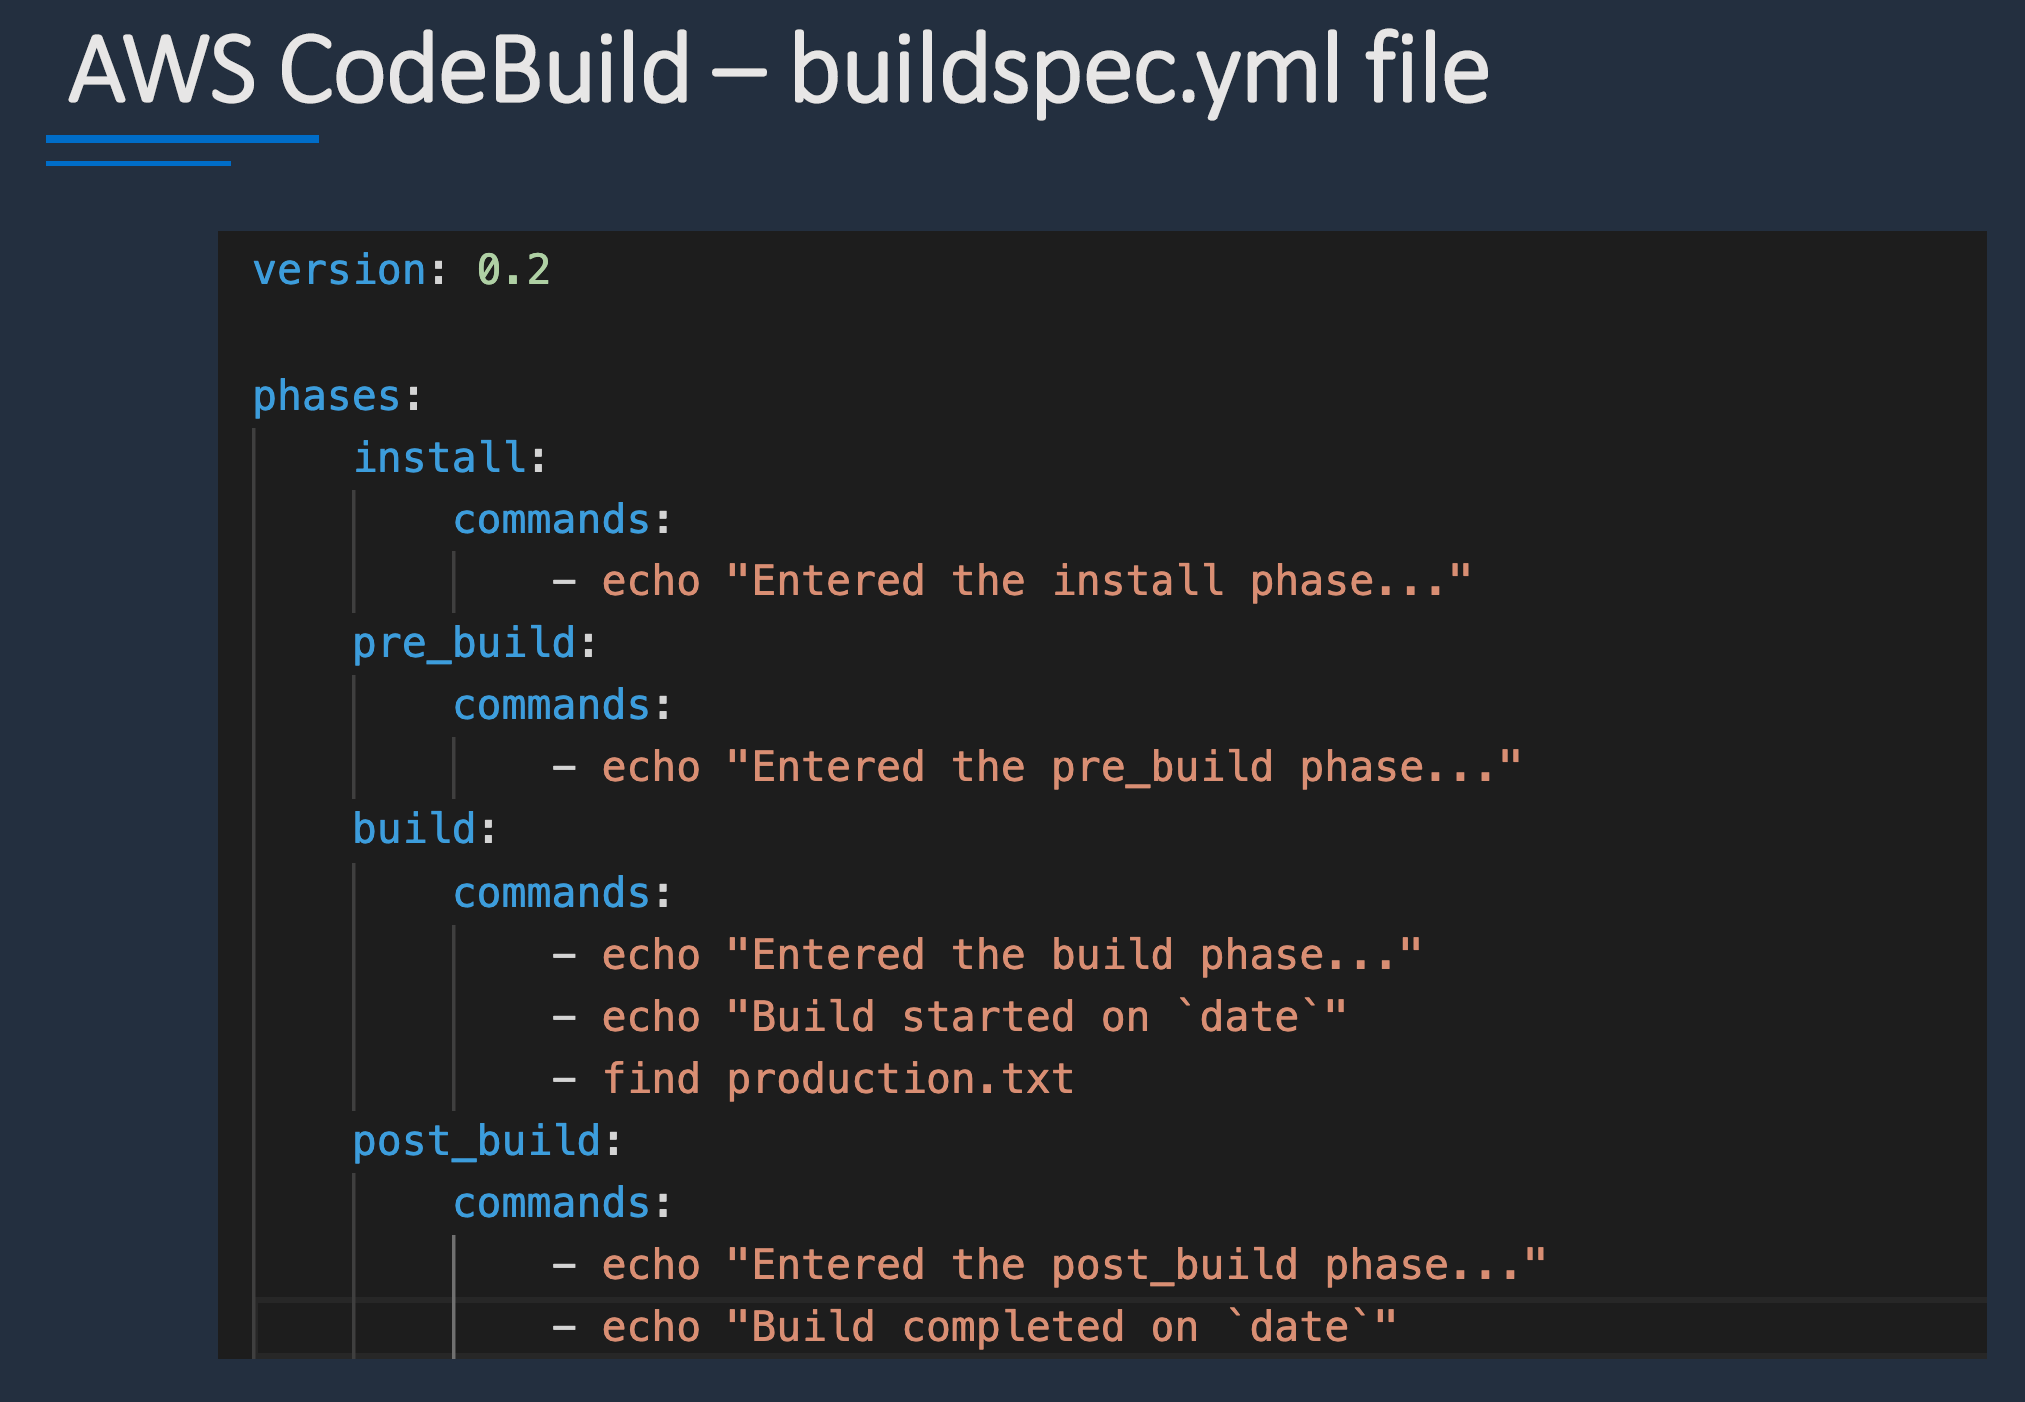 AWS CodeBuild – buildspec.yml file
version: 0.2
phases:
install:
commands:
- echo "Entered the install phase..."
pre_build:
commands:
- echo "Entered the pre_build phase..."
build:
commands:
- echo "Entered the build phase..."
- echo "Build started on `date`"
- find production.txt
post_build:
commands:
- echo "Entered the post_build phase..."
- echo "Build completed on `date`"